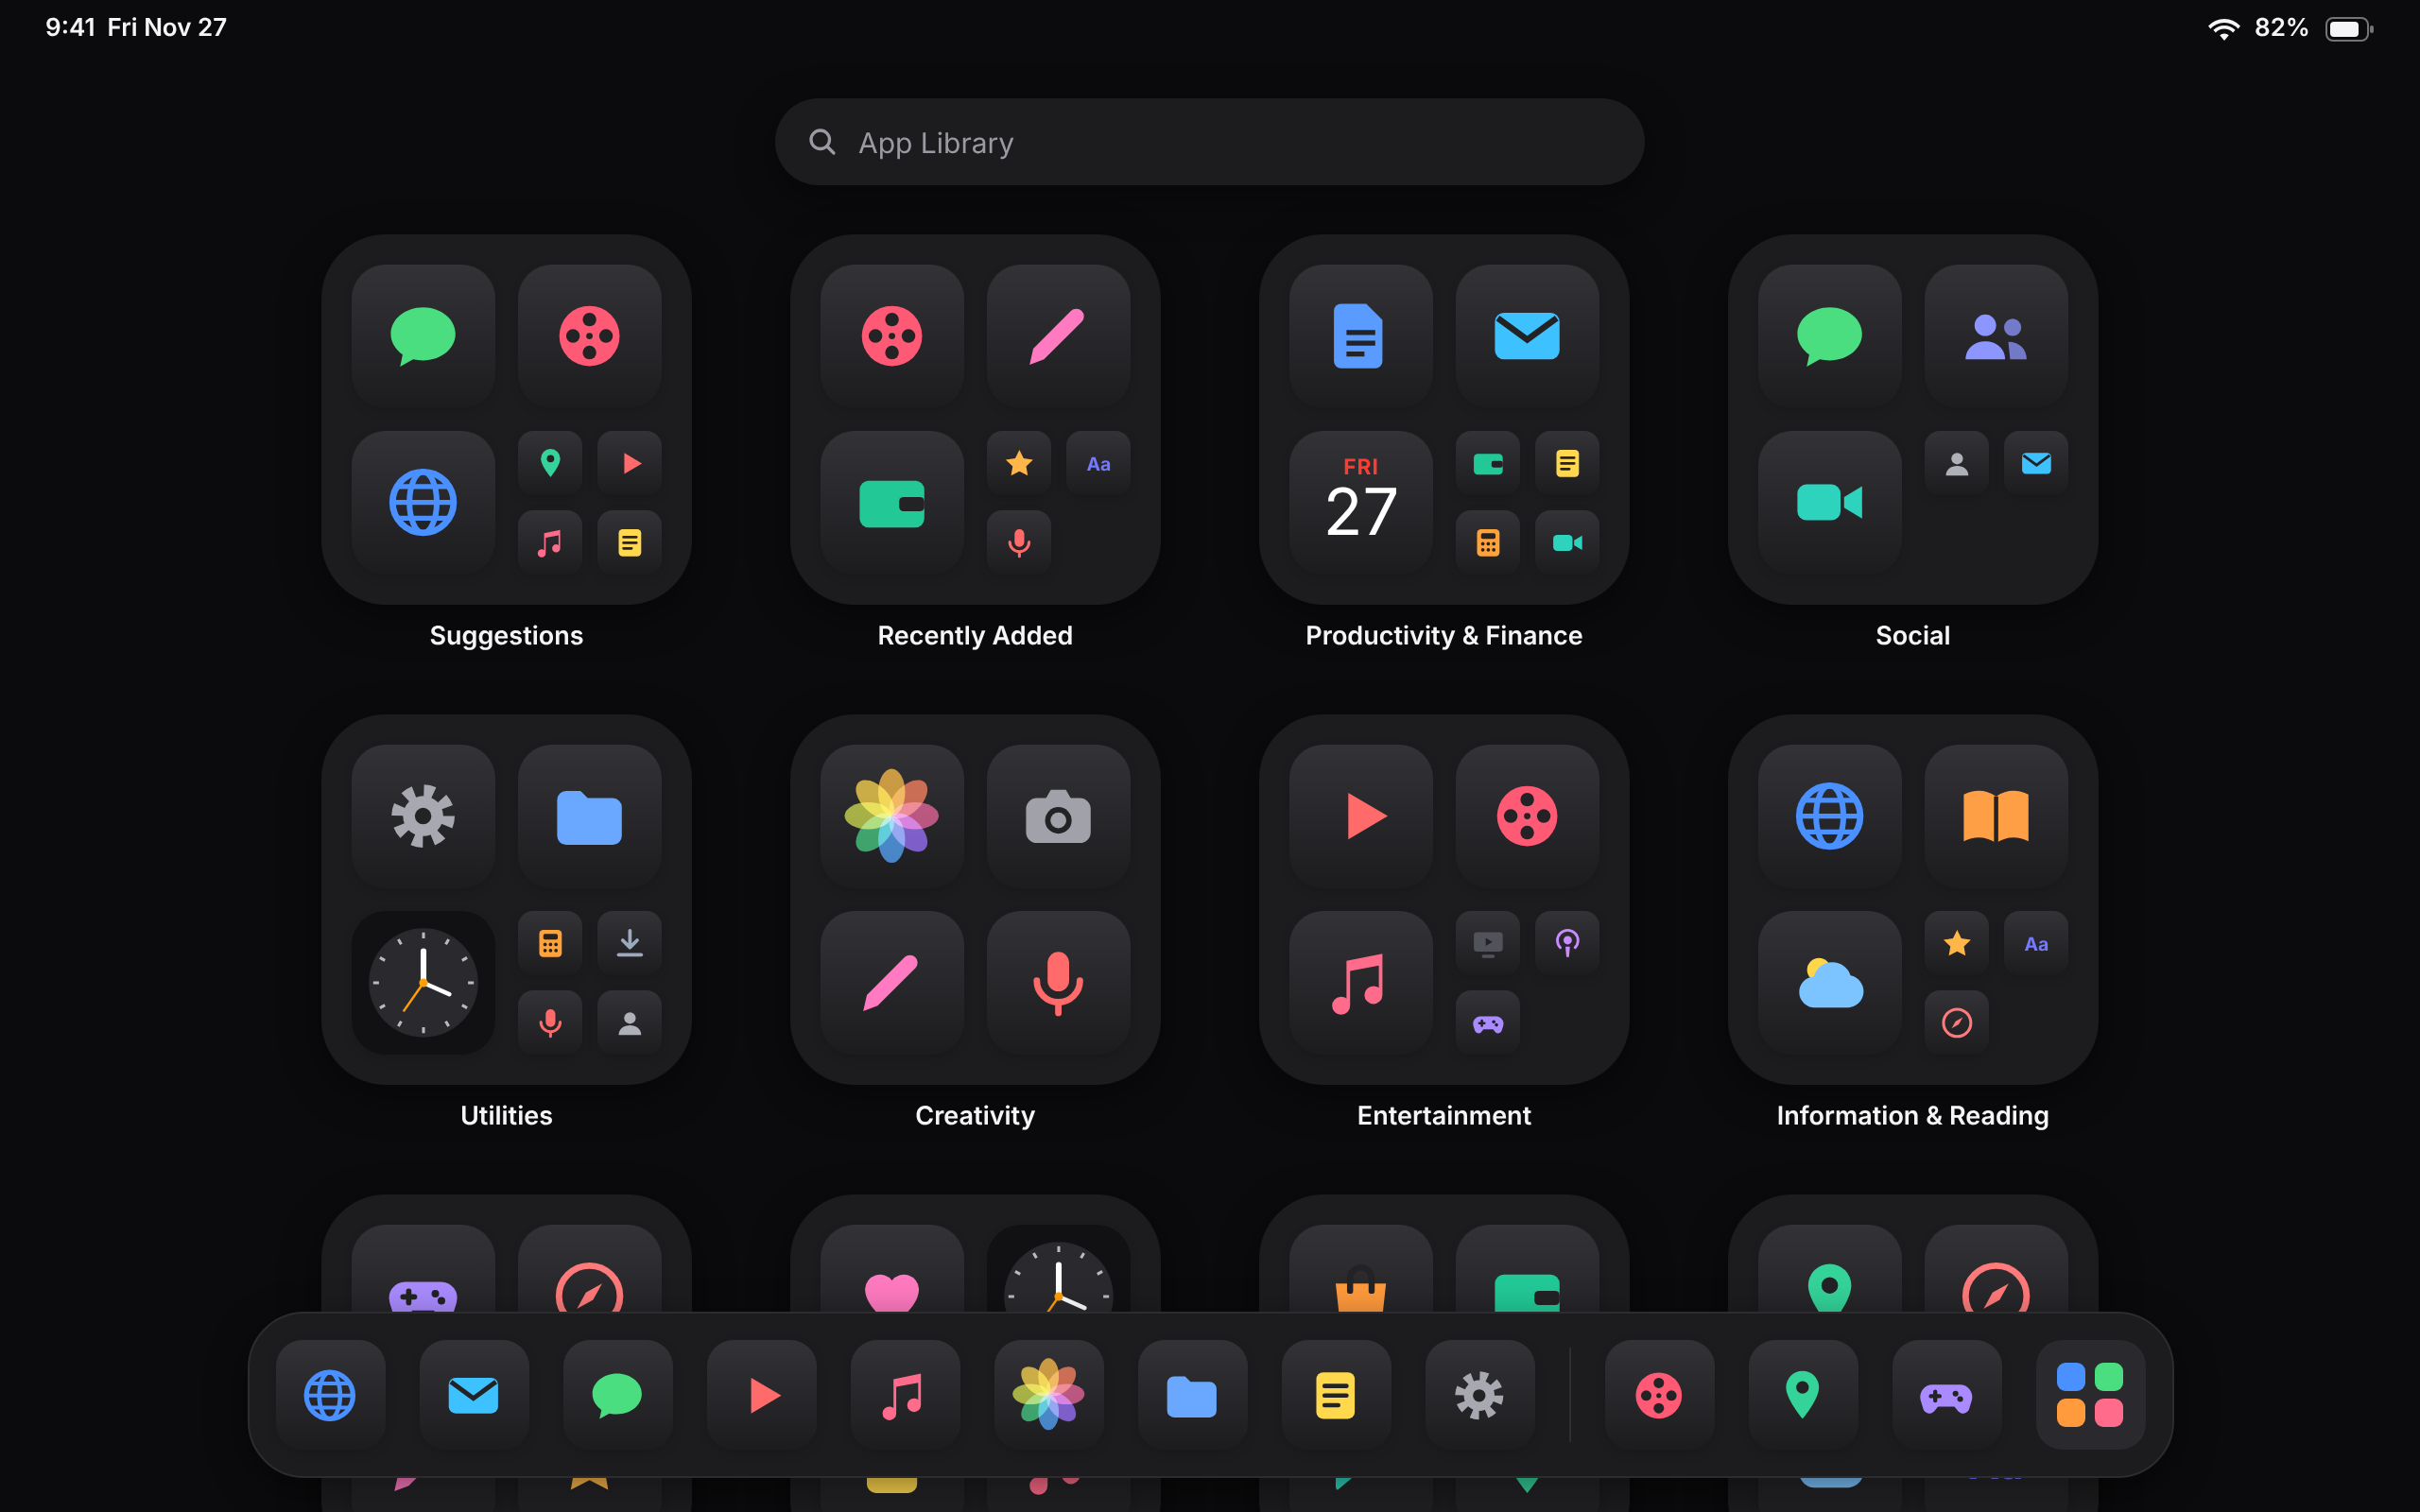 9:41 Fri Nov 27
82%
App Library
Aa
FRI
27
Suggestions
Recently Added
Productivity & Finance
Social
Aa
Utilities
Creativity
Entertainment
Information & Reading